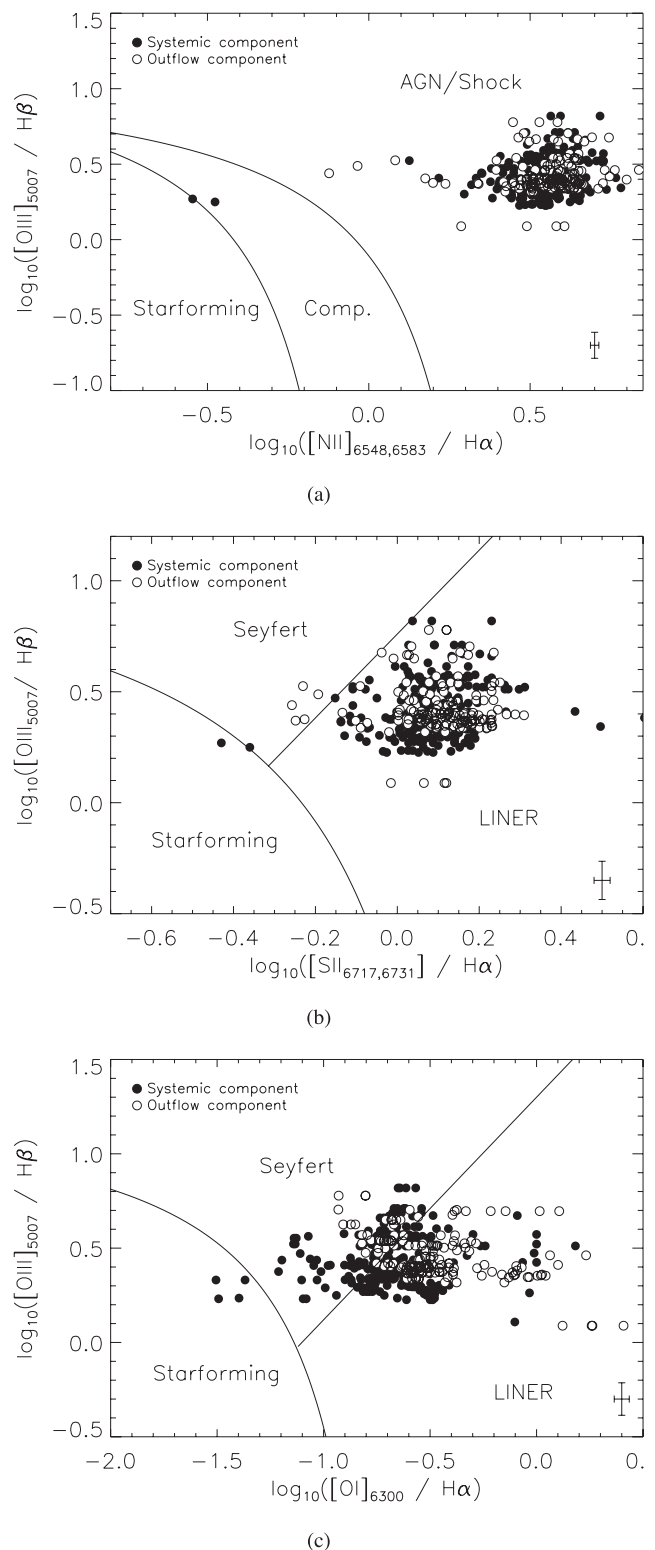 1.5
1.0
0.5
0.0
−0.5
−1.0
log10([OIII]5007 / Hβ)
Systemic component
Outflow component
AGN/Shock
Starforming
Comp.
−0.5
0.0
0.5
log10([NII]6548,6583 / Hα)
(a)
1.0
0.5
0.0
−0.5
log10([OIII]5007/ Hβ)
Systemic component
Outflow component
Seyfert
LINER
Starforming
−0.6
−0.4
−0.2
0.0
0.2
0.4
0.
log10([SII6717,6731] / Hα)
(b)
1.5
1.0
0.5
0.0
−0.5
log10([OIII]5007 / Hβ)
Systemic component
Outflow component
Seyfert
Starforming
LINER
−2.0
−1.5
−1.0
−0.5
0.0
0.
log10([OI]6300 / Hα)
(c)